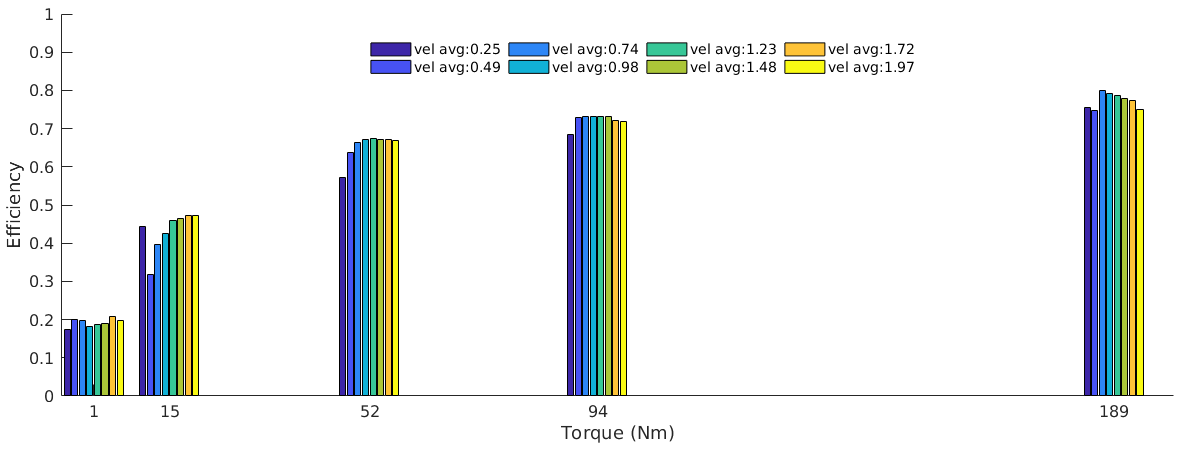 1
0.9
0.8
0.7
0.6
0.5
0.4
0.3
0.2
0.1
0
Efficiency
vel avg:0.25 vel avg:0.74 vel avg:1.23 vel avg:1.72
vel avg:0.49 vel avg:0.98 vel avg:1.48 vel avg:1.97
1 15 52 94 189
Torque (Nm)